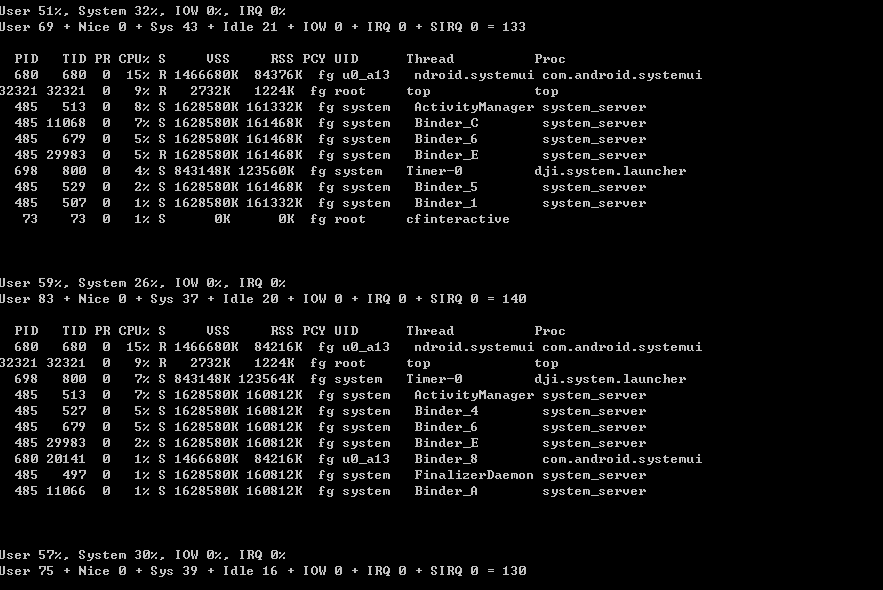 User 51%, System 32%, IOW 0%, IRQ 0%
User 69 + Nice 0 + Sys 43 + Idle 21 + IOW 0 + IRQ 0 + SIRQ 0 = 133
PID TID PR CPU% S VSS RSS PCY UID Thread Proc
680 680 0 15% R 1466680K 84376K fg u0_a13 ndroid.systemui com.android.systemui
32321 32321 0 9% R 2732K 1224K fg root top top
485 513 0 8% S 1628580K 161332K fg system ActivityManager system_server
485 11068 0 7% S 1628580K 161468K fg system Binder_C system_server
485 679 0 5% S 1628580K 161468K fg system Binder_6 system_server
485 29983 0 5% R 1628580K 161468K fg system Binder_E system_server
698 800 0 4% S 843148K 123560K fg system Timer-0 dji.system.launcher
485 529 0 2% S 1628580K 161468K fg system Binder_5 system_server
485 507 0 1% S 1628580K 161332K fg system Binder_1 system_server
73 73 0 1% S 0K 0K fg root cfinteractive
User 59%, System 26%, IOW 0%, IRQ 0%
User 83 + Nice 0 + Sys 37 + Idle 20 + IOW 0 + IRQ 0 + SIRQ 0 = 140
PID TID PR CPU% S VSS RSS PCY UID Thread Proc
680 680 0 15% R 1466680K 84216K fg u0_a13 ndroid.systemui com.android.systemui
32321 32321 0 9% R 2732K 1224K fg root top top
698 800 0 7% S 843148K 123564K fg system Timer-0 dji.system.launcher
485 513 0 7% S 1628580K 160812K fg system ActivityManager system_server
485 527 0 5% S 1628580K 160812K fg system Binder_4 system_server
485 679 0 5% S 1628580K 160812K fg system Binder_6 system_server
485 29983 0 2% S 1628580K 160812K fg system Binder_E system_server
680 20141 0 1% S 1466680K 84216K fg u0_a13 Binder_8 com.android.systemui
485 497 0 1% S 1628580K 160812K fg system FinalizerDaemon system_server
485 11066 0 1% S 1628580K 160812K fg system Binder_A system_server
User 57%, System 30%, IOW 0%, IRQ 0%
User 75 + Nice 0 + Sys 39 + Idle 16 + IOW 0 + IRQ 0 + SIRQ 0 = 130